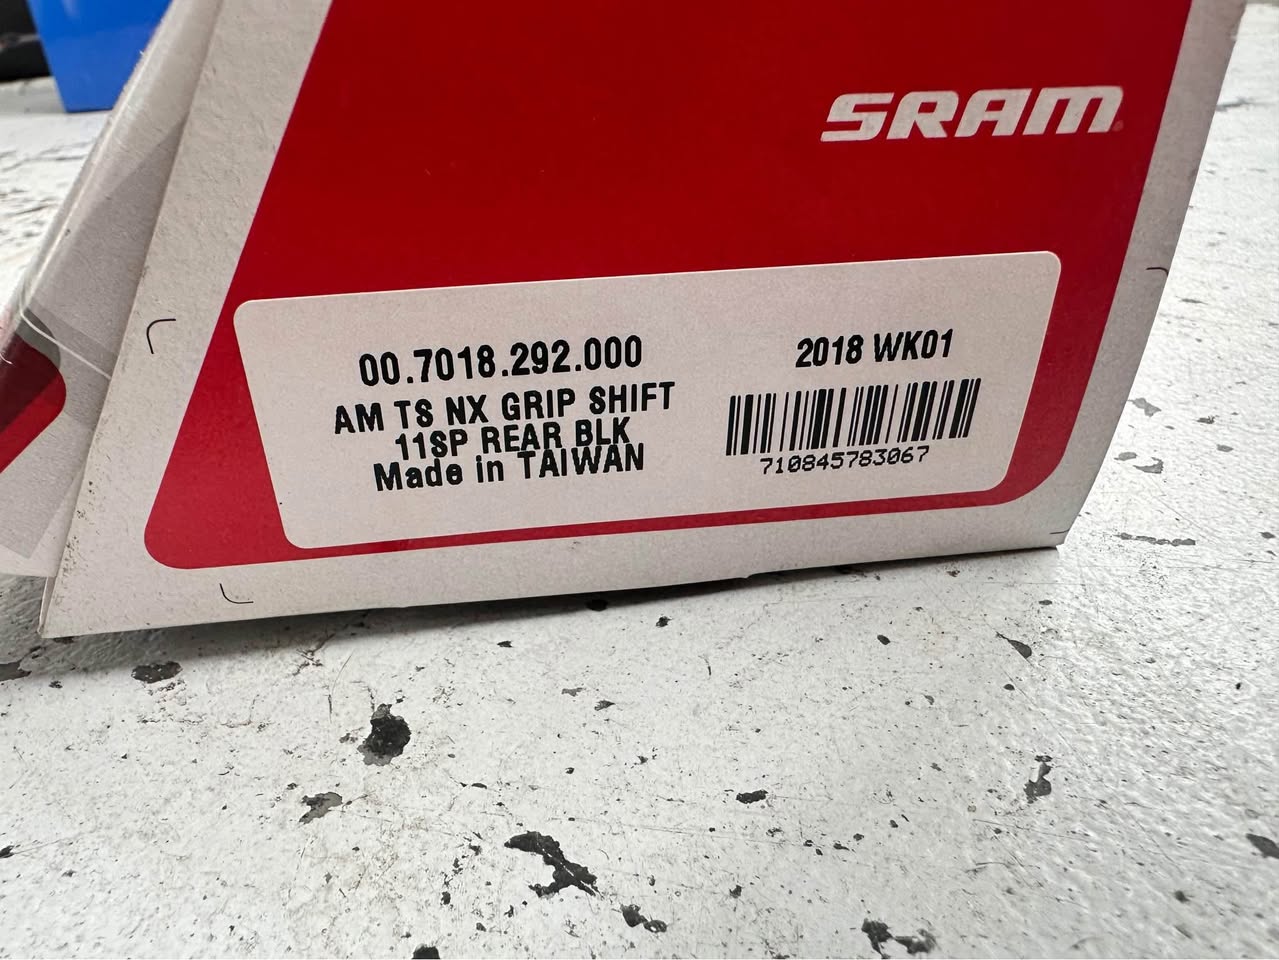 SRAM
00.7018.292.000
AM TS NX GRIP SHIFT
11SP REAR BLK
Made in TAIWAN
2018 WK01
710845783067